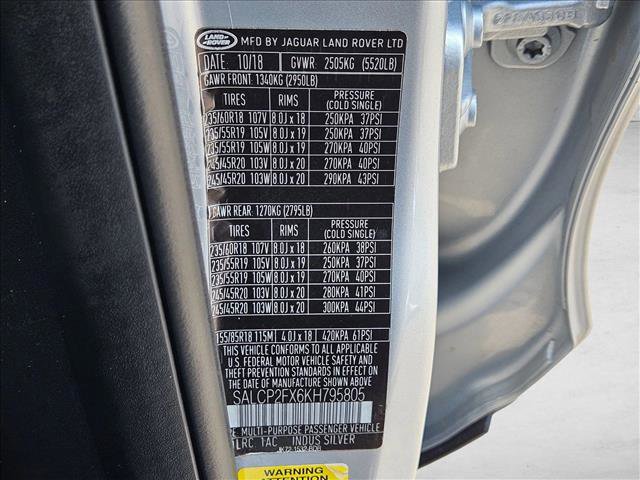 LAND ROVER MFD BY JAGUAR LAND ROVER LTD
DATE: 10/18 GVWR: 2505KG (5520LB)
GAWR FRONT: 1340KG (2950LB)
TIRES RIMS PRESSURE (COLD SINGLE)
235/60R18 107V 8.0J x 18 250KPA 37PSI
235/55R19 105V 8.0J x 19 250KPA 37PSI
235/55R19 105W 8.0J x 19 270KPA 40PSI
245/45R20 103V 8.0J x 20 270KPA 40PSI
245/45R20 103W 8.0J x 20 290KPA 43PSI
GAWR REAR: 1270KG (2795LB)
TIRES RIMS PRESSURE (COLD SINGLE)
235/60R18 107V 8.0J x 18 260KPA 38PSI
235/55R19 105V 8.0J x 19 250KPA 37PSI
235/55R19 105W 8.0J x 19 270KPA 40PSI
245/45R20 103V 8.0J x 20 280KPA 41PSI
245/45R20 103W 8.0J x 20 300KPA 44PSI
155/85R18 115M 4.0J x 18 420KPA 61PSI
THIS VEHICLE CONFORMS TO ALL APPLICABLE
FEDERAL MOTOR VEHICLE SAFETY AND
THEFT PREVENTION STANDARDS IN EFFECT
ON THE DATE OF MANUFACTURE SHOWN ABOVE
SALCP2FX6KH795805
PE: MULTI-PURPOSE PASSENGER VEHICLE
1LRC 1AC INDUS SILVER
WARNING
ATTENTION